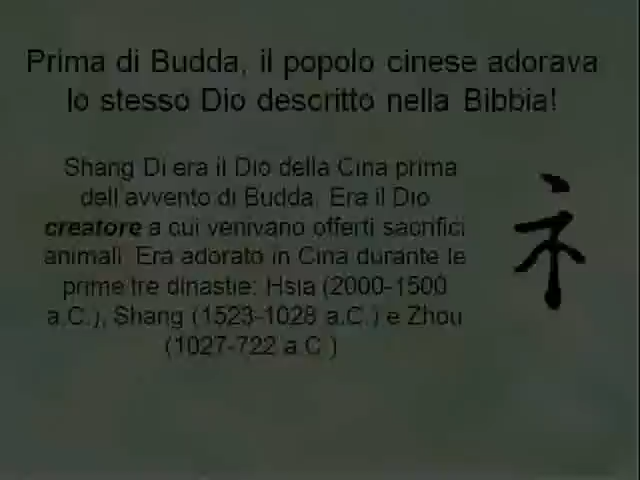 Prima di Budda, il popolo cinese adorava
lo stesso Dio descritto nella Bibbia!
Shang Di era il Dio della Cina prima
dell'avvento di Budda. Era il Dio
creatore a cui venivano offerti sacrifici
animali. Era adorato in Cina durante le
prime tre dinastie: Hsia (2000-1500
a.C.), Shang (1523-1028 a.C.) e Zhou
(1027-722 a.C.)
礻